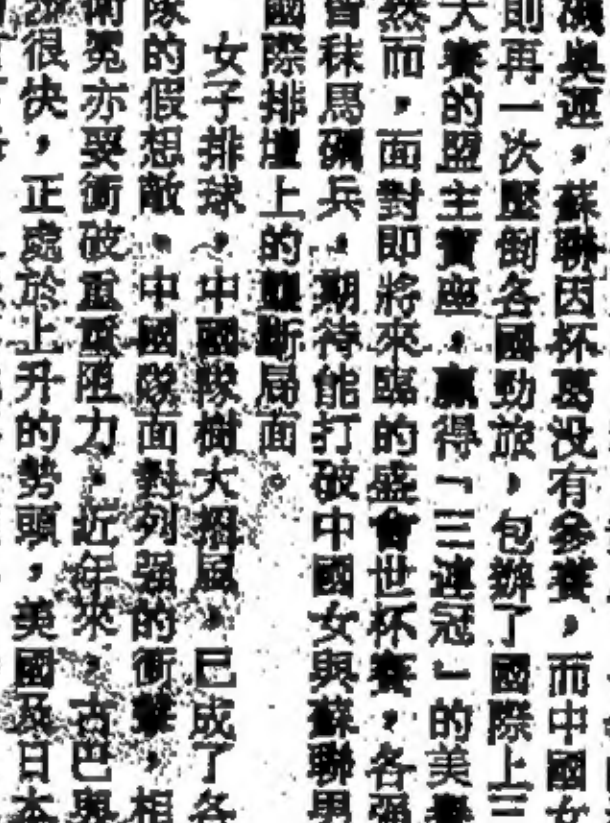 奧運，蘇聯因杯葛没有參賽，而中國女
則再一次壓倒各國勁旅，包辦了國際上三
大賽的盟主寶座，贏得「三連冠」的美譽
然而，面對即將來臨的盛會世杯賽，各强
皆秣馬礪兵，期待能打破中國女與蘇聯男
國際排壇上的壟斷局面。
女子排球，中國隊樹大招風，已成了各
隊的假想敵。中國隊面對列强的衝擊，相
衛冕亦要衝破重重阻力。近年來，古巴與
很快，正處於上升的勢頭，美國及日本